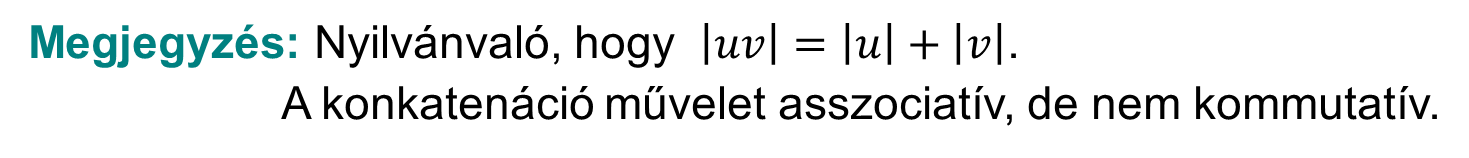 Megjegyzés: Nyilvánvaló, hogy |uv| = |u| + |v|.
A konkatenáció művelet asszociatív, de nem kommutatív.